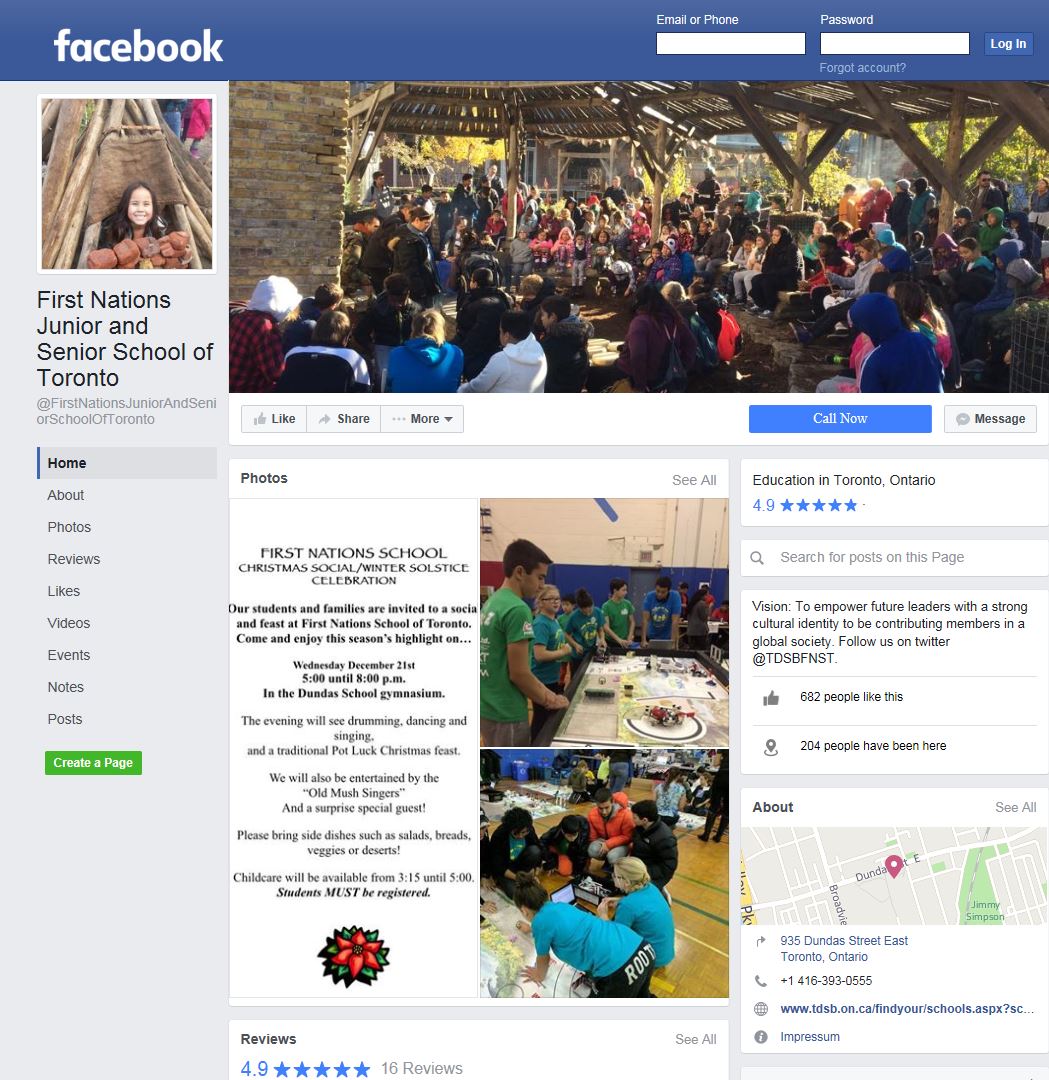 facebook
Email or Phone
Password
Log In
Forgot account?
First Nations
Junior and
Senior School of
Toronto
@FirstNationsJuniorAndSeni
orSchoolOfToronto
Home
About
Photos
Reviews
Likes
Videos
Events
Notes
Posts
Create a Page
Like
Share
More
Call Now
Message
Photos
See All
FIRST NATIONS SCHOOL
CHRISTMAS SOCIAL/WINTER SOLSTICE
CELEBRATION
Our students and families are invited to a socia
and feast at First Nations School of Toronto.
Come and enjoy this season's highlight on…
Wednesday December 21st
5:00 until 8:00 p.m.
In the Dundas School gymnasium.
The evening will see drumming, dancing and
singing,
and a traditional Pot Luck Christmas feast.
We will also be entertained by the
“Old Mush Singers”
And a surprise special guest!
Please bring side dishes such as salads, breads,
veggies or deserts!
Childcare will be available from 3:15 until 5:00.
Students MUST be registered.
ROOTS
Reviews
See All
4.9
16 Reviews
Education in Toronto, Ontario
4.9
Search for posts on this Page
Vision: To empower future leaders with a strong
cultural identity to be contributing members in a
global society. Follow us on twitter
@TDSBFNST.
682 people like this
204 people have been here
About
See All
Dundas St E
Broadvie
Jimmy
Simpson
935 Dundas Street East
Toronto, Ontario
+1 416-393-0555
www.tdsb.on.ca/findyour/schools.aspx?sc...
Impressum